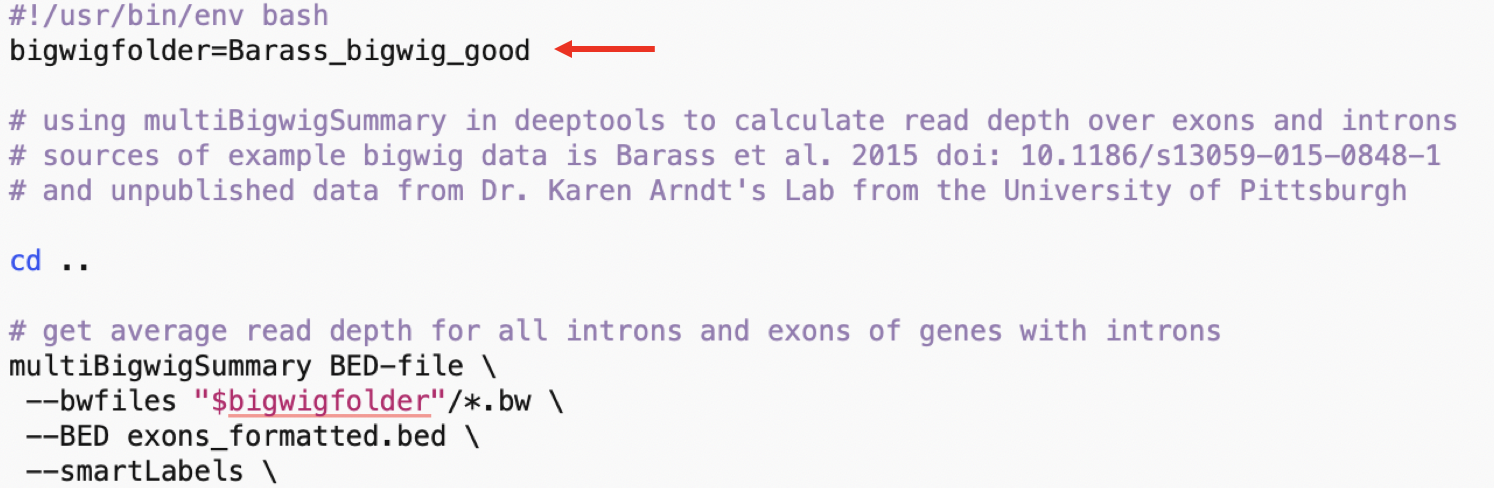 #!/usr/bin/env bash
bigwigfolder=Barass_bigwig_good
# using multiBigwigSummary in deeptools to calculate read depth over exons and introns
# sources of example bigwig data is Barass et al. 2015 doi: 10.1186/s13059-015-0848-1
# and unpublished data from Dr. Karen Arndt's Lab from the University of Pittsburgh
cd ..
# get average read depth for all introns and exons of genes with introns
multiBigwigSummary BED-file \
--bwfiles "$bigwigfolder"/*.bw \
--BED exons_formatted.bed \
--smartLabels \